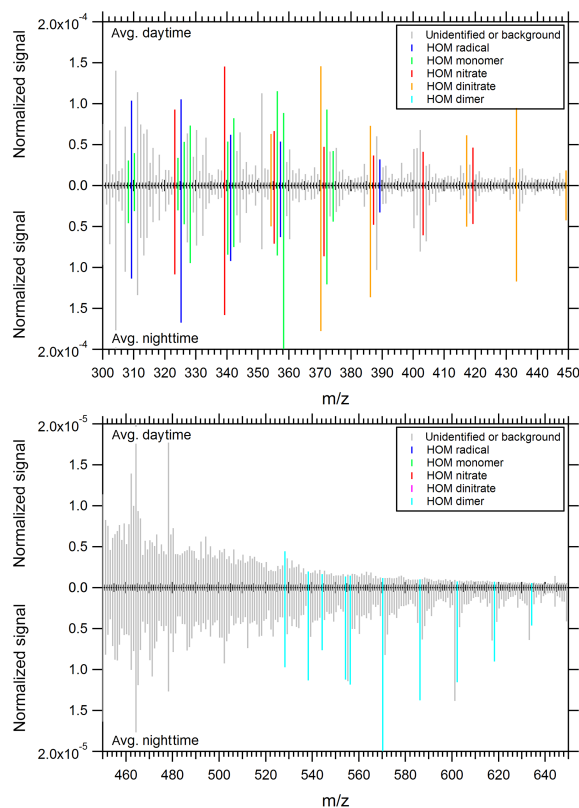 Avg. daytime
Unidentified or background
HOM radical
HOM monomer
HOM nitrate
HOM dinitrate
HOM dimer
Normalized signal
Normalized signal
2.0x10-4
1.5
1.0
0.5
0.0
0.5
1.0
1.5
2.0x10-4
Avg. nighttime
300 310 320 330 340 350 360 370 380 390 400 410 420 430 440 450
m/z
Avg. daytime
Unidentified or background
HOM radical
HOM monomer
HOM nitrate
HOM dinitrate
HOM dimer
Normalized signal
Normalized signal
2.0x10-5
1.5
1.0
0.5
0.0
0.5
1.0
1.5
2.0x10-5
Avg. nighttime
460 480 500 520 540 560 580 600 620 640
m/z